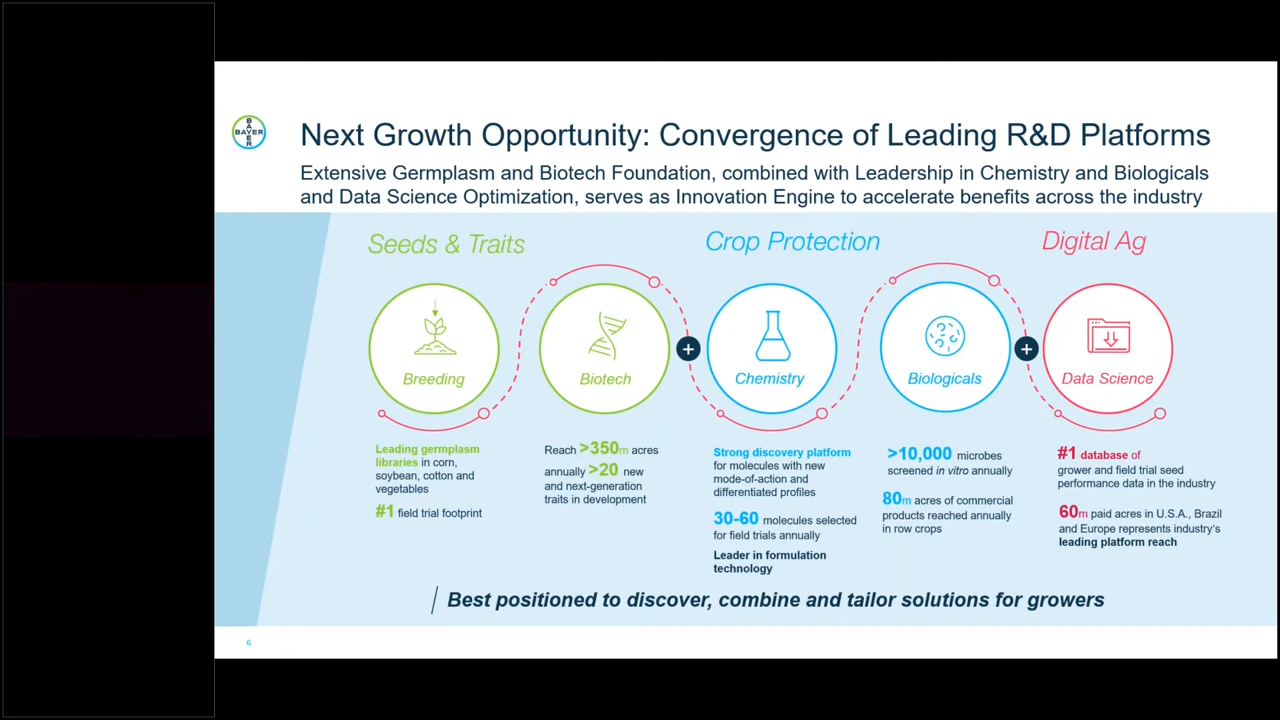 BAYER
BAYER
Next Growth Opportunity: Convergence of Leading R&D Platforms
Extensive Germplasm and Biotech Foundation, combined with Leadership in Chemistry and Biologicals
and Data Science Optimization, serves as Innovation Engine to accelerate benefits across the industry
Seeds & Traits
Crop Protection
Digital Ag
Breeding
Biotech
+
Chemistry
Biologicals
+
Data Science
Leading germplasm
libraries in corn,
soybean, cotton and
vegetables
#1 field trial footprint
Reach >350m acres
annually >20 new
and next-generation
traits in development
Strong discovery platform
for molecules with new
mode-of-action and
differentiated profiles
30-60 molecules selected
for field trials annually
Leader in formulation
technology
>10,000 microbes
screened in vitro annually
80m acres of commercial
products reached annually
in row crops
#1 database of
grower and field trial seed
performance data in the industry
60m paid acres in U.S.A., Brazil
and Europe represents industry's
leading platform reach
Best positioned to discover, combine and tailor solutions for growers
6